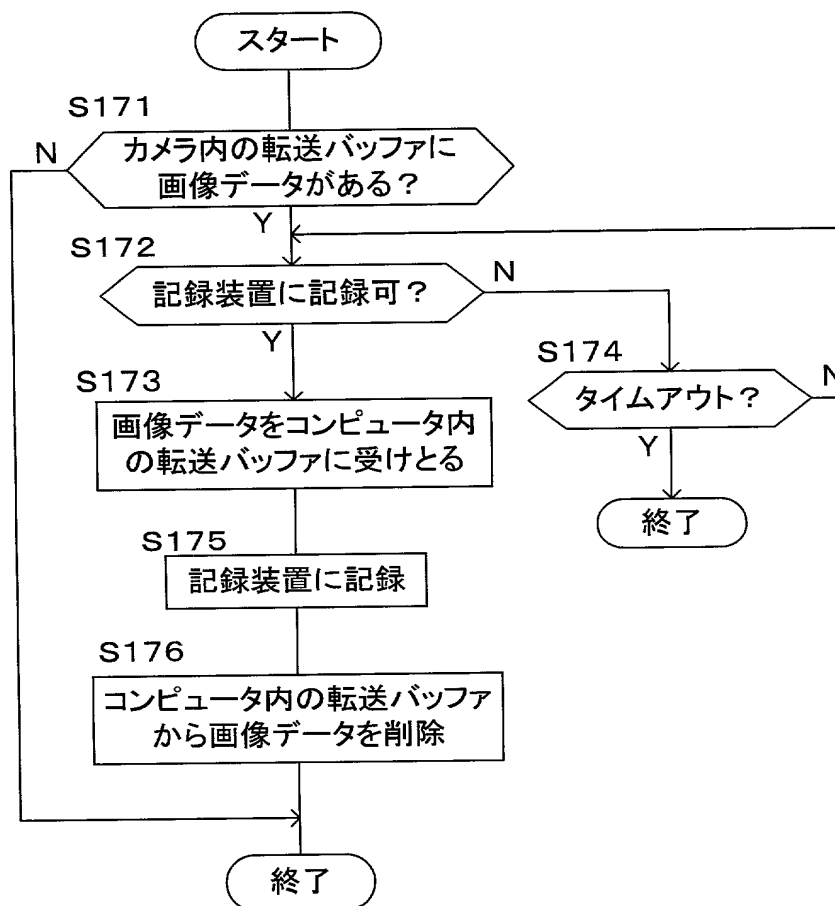 スタート
S171
カメラ内の転送バッファに
画像データがある？
N
Y
S172
記録装置に記録可？
N
Y
S174
タイムアウト？
N
Y
終了
S173
画像データをコンピュータ内
の転送バッファに受けとる
S175
記録装置に記録
S176
コンピュータ内の転送バッファ
から画像データを削除
終了